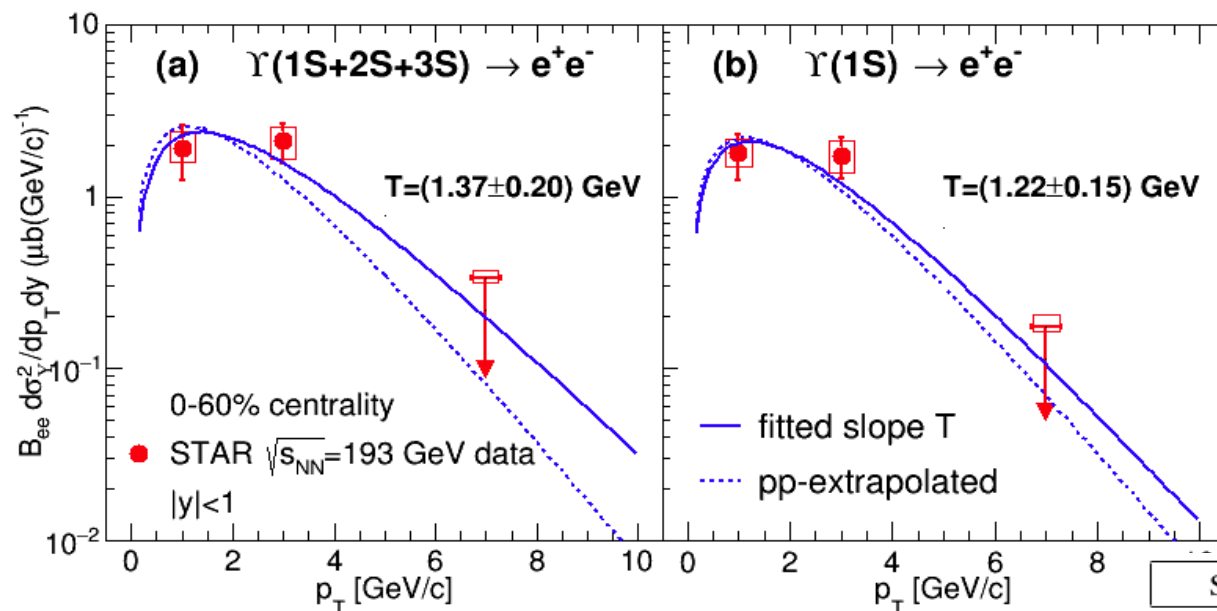 10
(a) ϒ(1S+2S+3S) → e⁺e⁻
(b) ϒ(1S) → e⁺e⁻
T=(1.37±0.20) GeV
T=(1.22±0.15) GeV
1
10⁻¹
10⁻²
B_ee dσ²_ϒ/dp_T dy (μb(GeV/c)⁻¹)
0-60% centrality
STAR √s_NN=193 GeV data
|y|<1
fitted slope T
pp-extrapolated
0 2 4 6 8 10
0 2 4 6 8
p_T [GeV/c]
p_T [GeV/c]
S